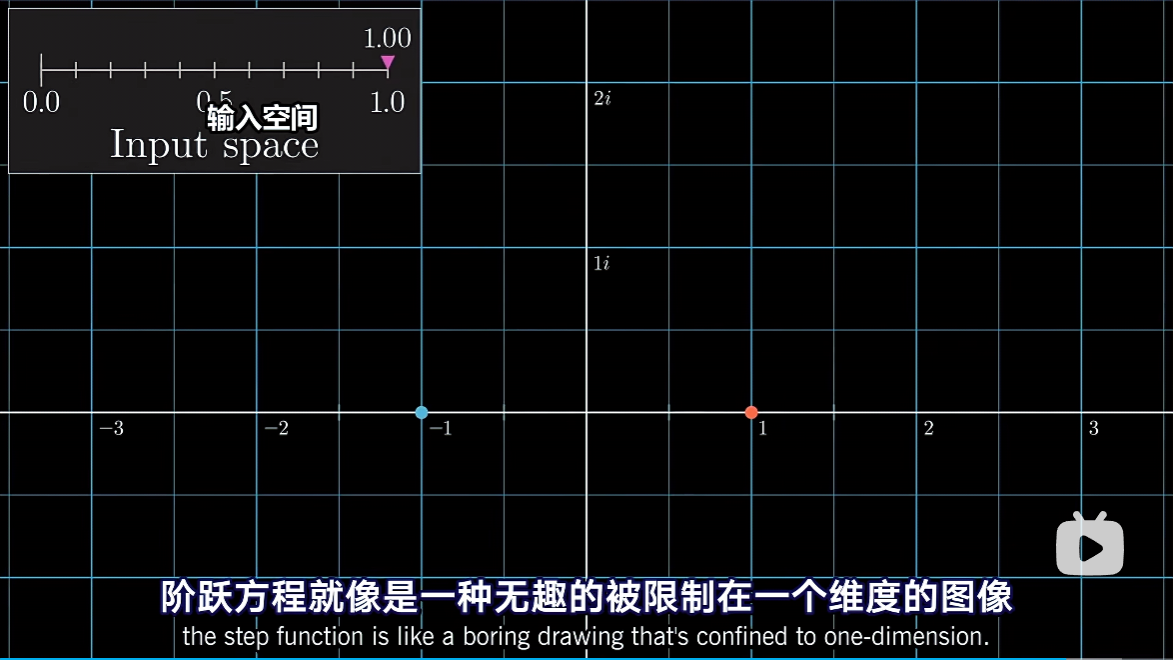 1.00
0.0 0.5 1.0
输入空间
Input space
2i
1i
−3 −2 −1 1 2 3
阶跃方程就像是一种无趣的被限制在一个维度的图像
the step function is like a boring drawing that's confined to one-dimension.